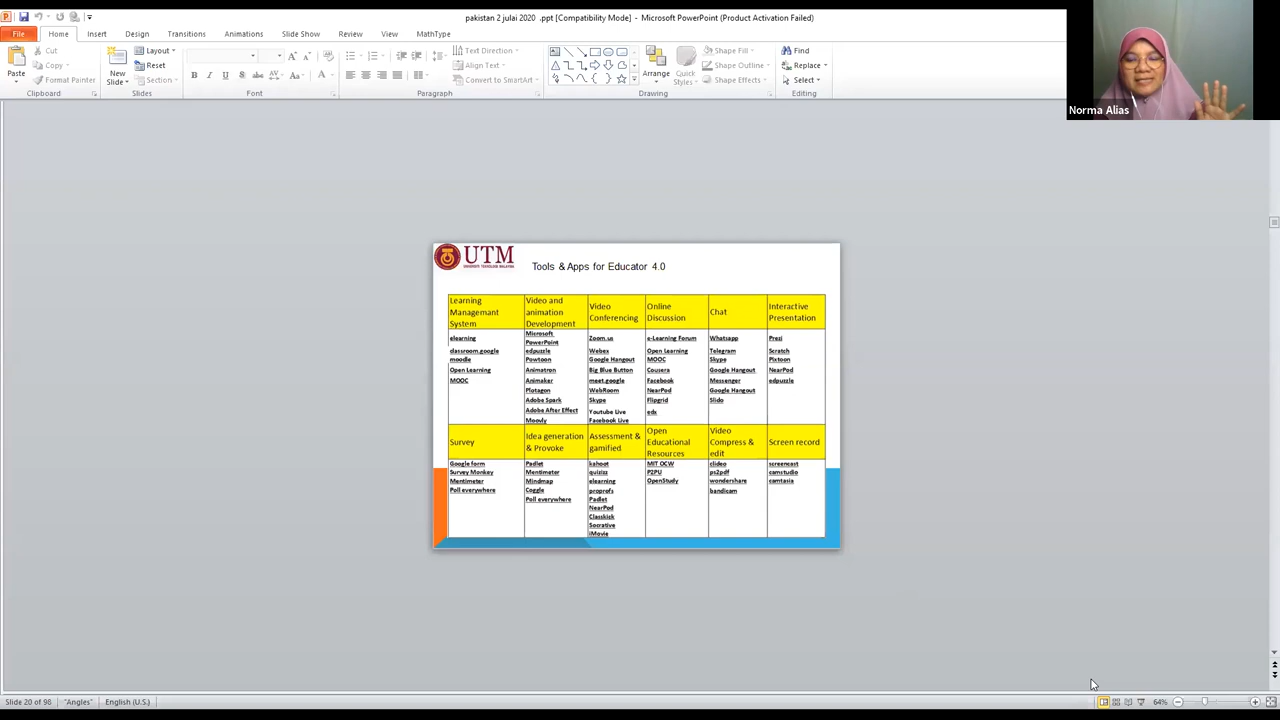 pakistan 2 julai 2020 .ppt [Compatibility Mode] - Microsoft PowerPoint (Product Activation Failed)
File Home Insert Design Transitions Animations Slide Show Review View MathType
Paste
Cut
Copy
Format Painter
Clipboard
New
Slide
Layout
Reset
Section
Slides
Font
Text Direction
Align Text
Convert to SmartArt
Paragraph
Arrange
Quick
Styles
Shape Fill
Shape Outline
Shape Effects
Drawing
Find
Replace
Select
Editing
Norma Alias
UTM
UNIVERSITI TEKNOLOGI MALAYSIA
Tools & Apps for Educator 4.0
Learning
Managemant
System
Video and
animation
Development
Video
Conferencing
Online
Discussion
Chat
Interactive
Presentation
elearning
classroom.google
moodle
Open Learning
MOOC
Microsoft
PowerPoint
edpuzzle
Powtoon
Animatron
Animaker
Plotagon
Adobe Spark
Adobe After Effect
Moovly
Zoom.us
Webex
Google Hangout
Big Blue Button
meet.google
WebRoom
Skype
Youtube Live
Facebook Live
e-Learning Forum
Open Learning
MOOC
Cousera
Facebook
NearPod
Flipgrid
edx
Whatsapp
Telegram
Skype
Google Hangout
Messenger
Google Hangout
Slido
Prezi
Scratch
Pixtoon
NearPod
edpuzzle
Survey
Idea generation
& Provoke
Assessment &
gamified
Open
Educational
Resources
Video
Compress &
edit
Screen record
Google form
Survey Monkey
Mentimeter
Poll everywhere
Padlet
Mentimeter
Mindmap
Coggle
Poll everywhere
kahoot
quizizz
elearning
proprofs
Padlet
NearPod
Classkick
Socrative
iMovie
MIT OCW
P2PU
OpenStudy
clideo
ps2pdf
wondershare
bandicam
screencast
camstudio
camtasia
Slide 20 of 98 "Angles" English (U.S.) 64%